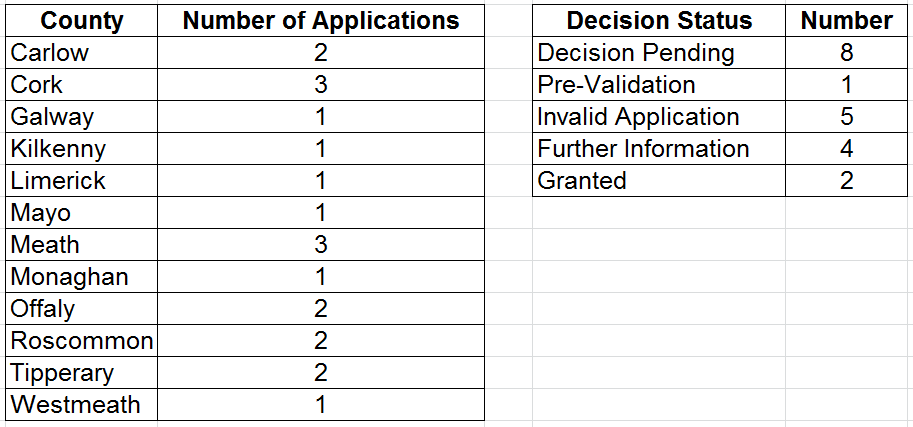 County Number of Applications
Carlow 2
Cork 3
Galway 1
Kilkenny 1
Limerick 1
Mayo 1
Meath 3
Monaghan 1
Offaly 2
Roscommon 2
Tipperary 2
Westmeath 1
Decision Status Number
Decision Pending 8
Pre-Validation 1
Invalid Application 5
Further Information 4
Granted 2